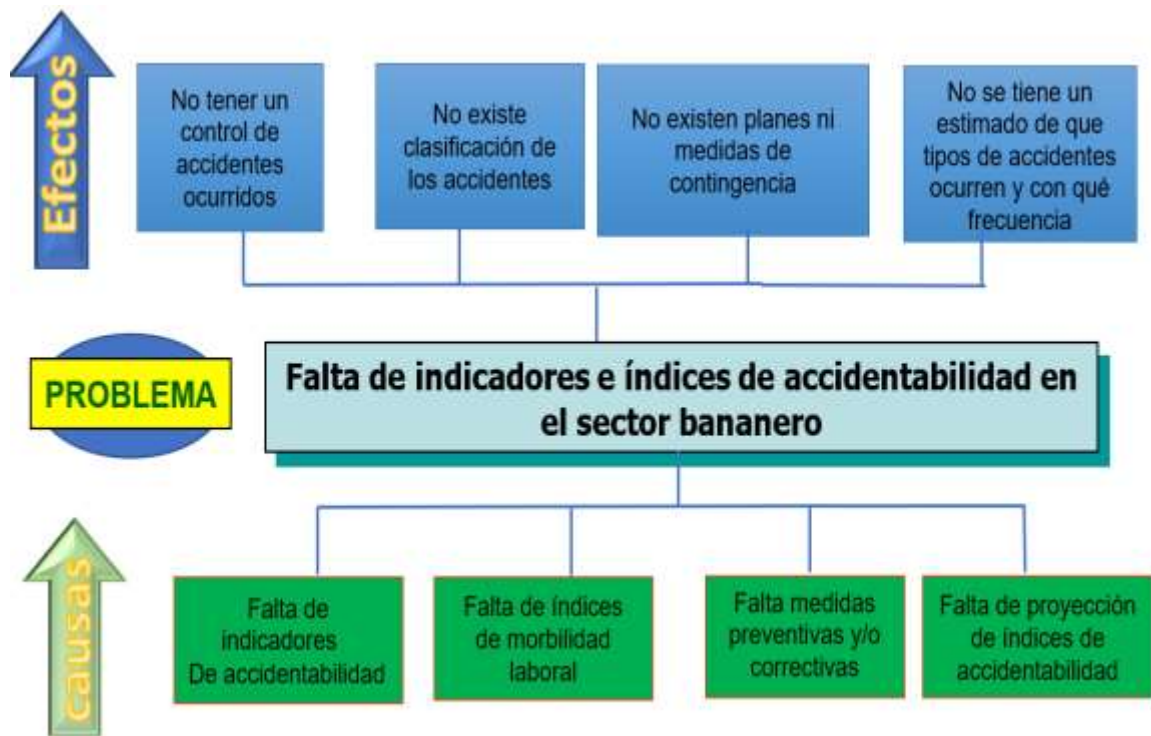 Efectos
No tener un
control de
accidentes
ocurridos
No existe
clasificación de
los accidentes
No existen planes ni
medidas de
contingencia
No se tiene un
estimado de que
tipos de accidentes
ocurren y con qué
frecuencia
PROBLEMA
Falta de indicadores e índices de accidentabilidad en
el sector bananero
causas
Falta de
indicadores
De accidentabilidad
Falta de índices
de morbilidad
laboral
Falta medidas
preventivas y/o
correctivas
Falta de proyección
de índices de
accidentabilidad